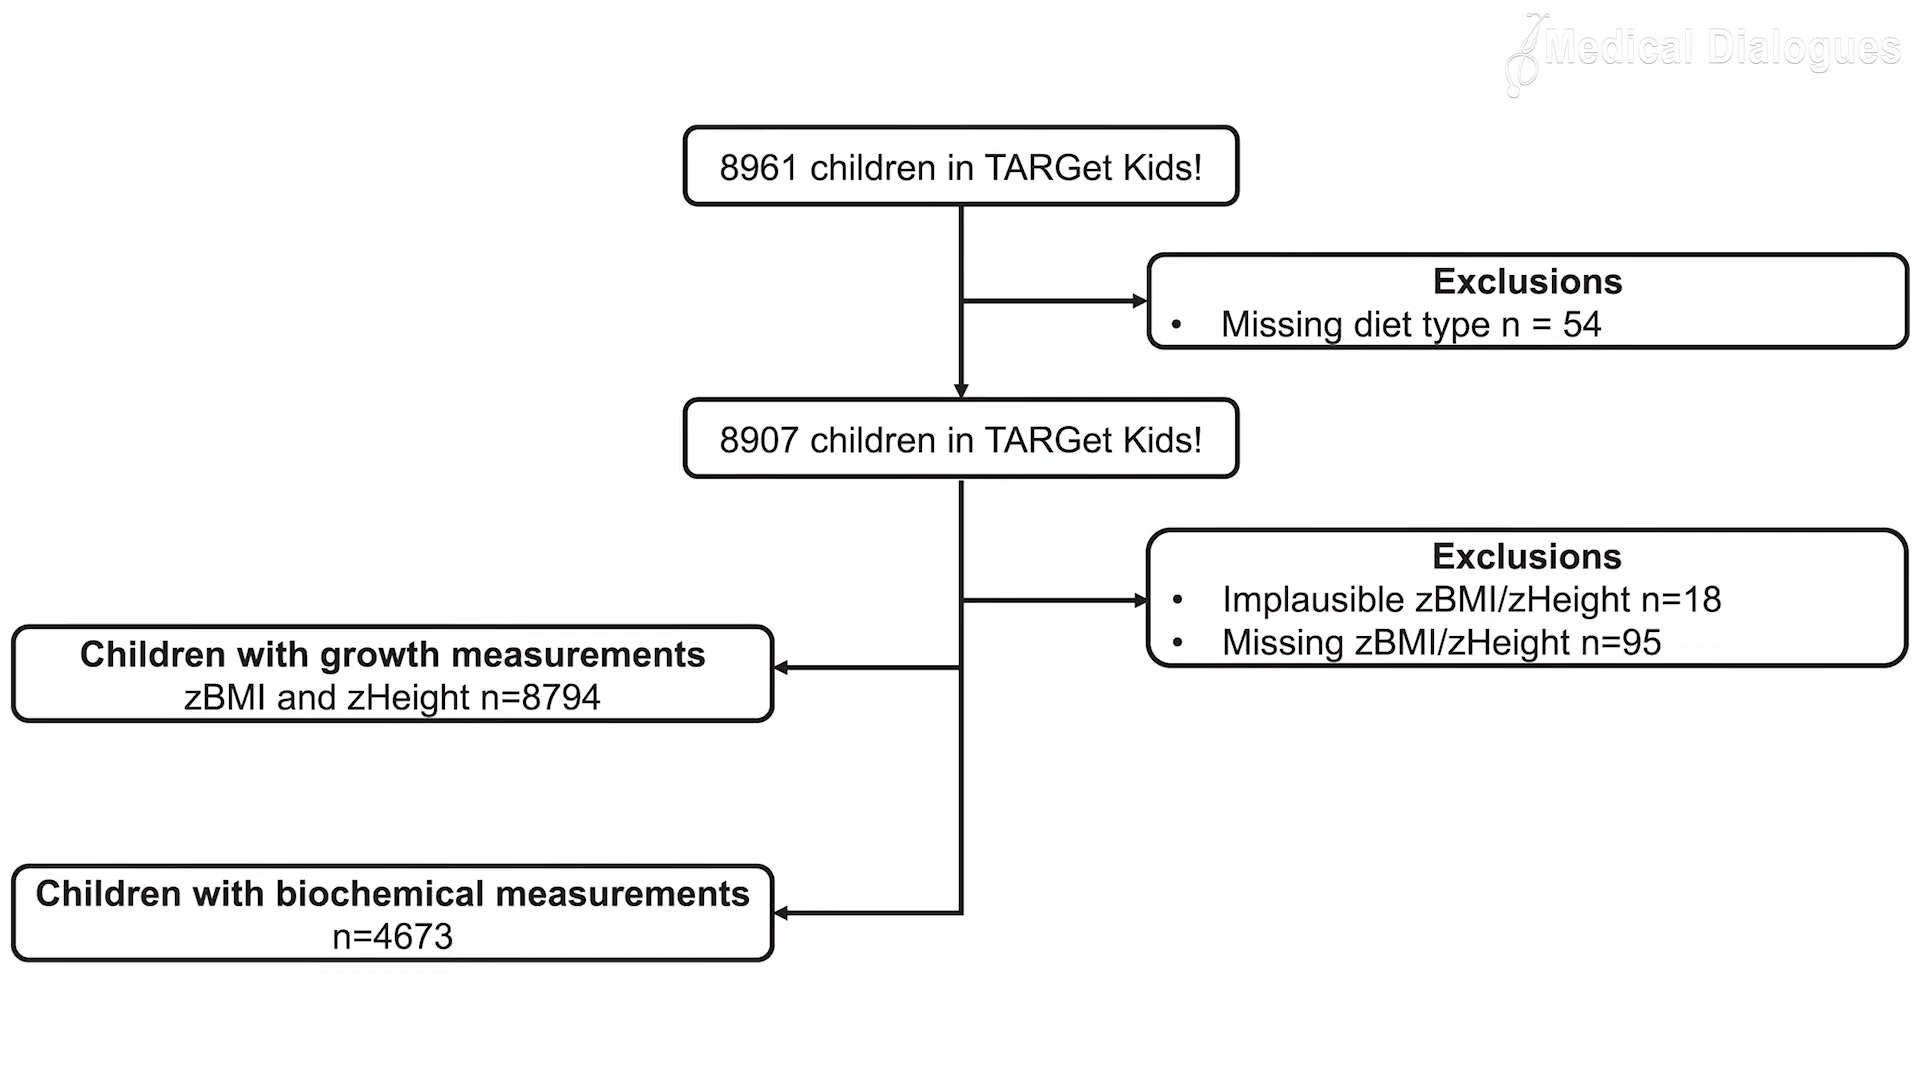 Medical Dialogues
8961 children in TARGet Kids!
Exclusions
• Missing diet type n = 54
8907 children in TARGet Kids!
Exclusions
• Implausible zBMI/zHeight n=18
• Missing zBMI/zHeight n=95
Children with growth measurements
zBMI and zHeight n=8794
Children with biochemical measurements
n=4673